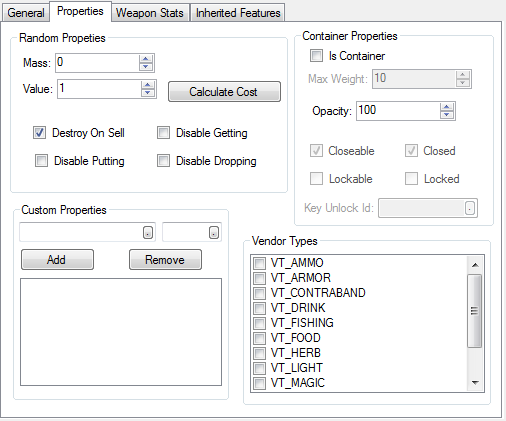 General Properties Weapon Stats Inherited Features
Random Propeties
Mass: 0
Value: 1
Calculate Cost
Destroy On Sell Disable Getting
Disable Putting Disable Dropping
Container Properties
Is Container
Max Weight: 10
Opacity: 100
Closeable Closed
Lockable Locked
Key Unlock Id: .
Custom Properties
. .
Add Remove
Vendor Types
VT_AMMO
VT_ARMOR
VT_CONTRABAND
VT_DRINK
VT_FISHING
VT_FOOD
VT_HERB
VT_LIGHT
VT_MAGIC